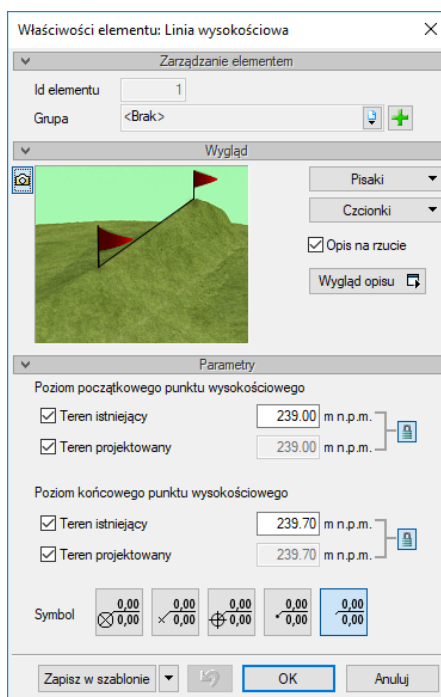 Właściwości elementu: Linia wysokościowa
Zarządzanie elementem
Id elementu 1
Grupa <Brak>
Wygląd
Pisaki
Czcionki
Opis na rzucie
Wygląd opisu
Parametry
Poziom początkowego punktu wysokościowego
Teren istniejący 239.00 m n.p.m.
Teren projektowany 239.00 m n.p.m.
Poziom końcowego punktu wysokościowego
Teren istniejący 239.70 m n.p.m.
Teren projektowany 239.70 m n.p.m.
0,00 0,00 0,00 0,00 0,00
Symbol
0,00 0,00 0,00 0,00 0,00
Zapisz w szablonie OK Anuluj